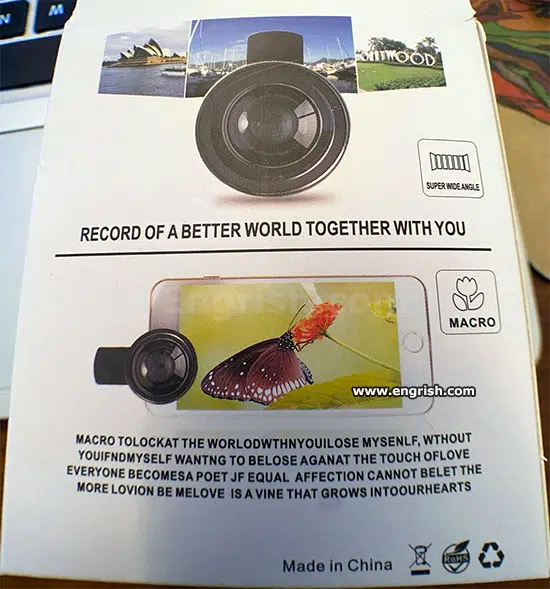 N M
SUPER WIDE ANGLE
RECORD OF A BETTER WORLD TOGETHER WITH YOU
Engrish.com
MACRO
www.engrish.com
MACRO TOLOCKAT THE WORLODWTHNYOUILOSE MYSENLF, WTHOUT
YOUIFNDMYSELF WANTNG TO BELOSE AGANAT THE TOUCH OFLOVE
EVERYONE BECOMESA POET JF EQUAL AFFECTION CANNOT BELET THE
MORE LOVION BE MELOVE IS A VINE THAT GROWS INTOOURHEARTS
Made in China
RoHS